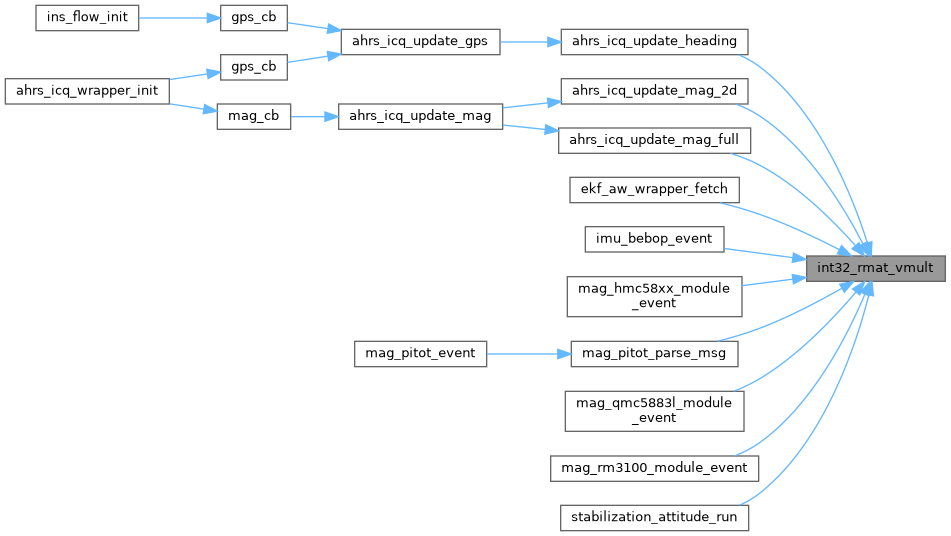 ins_flow_init
gps_cb
ahrs_icq_update_gps
ahrs_icq_update_heading
gps_cb
ahrs_icq_wrapper_init
ahrs_icq_update_mag_2d
mag_cb
ahrs_icq_update_mag
ahrs_icq_update_mag_full
ekf_aw_wrapper_fetch
imu_bebop_event
int32_rmat_vmult
mag_hmc58xx_module
_event
mag_pitot_event
mag_pitot_parse_msg
mag_qmc5883l_module
_event
mag_rm3100_module_event
stabilization_attitude_run